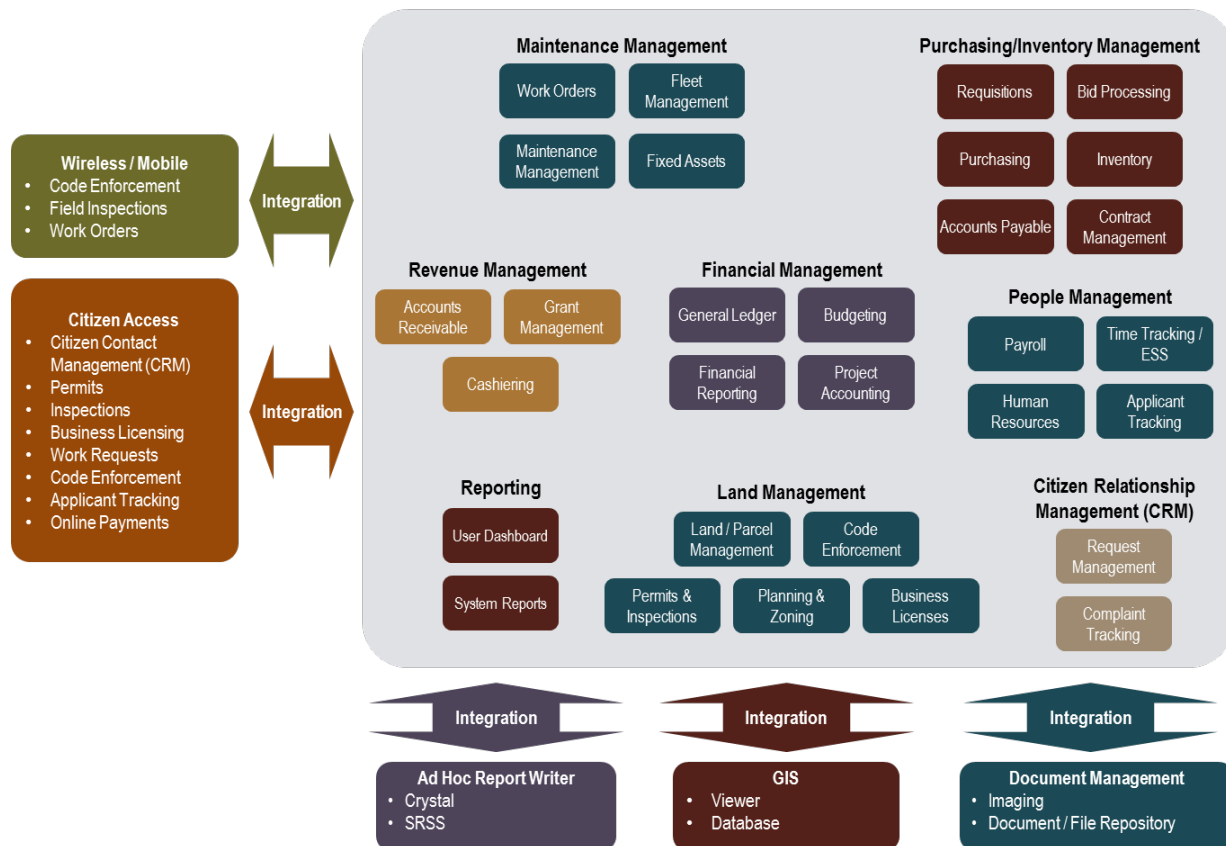 Maintenance Management
Work Orders
Fleet
Management
Maintenance
Management
Fixed Assets
Purchasing/Inventory Management
Requisitions
Bid Processing
Purchasing
Inventory
Accounts Payable
Contract
Management
Wireless / Mobile
• Code Enforcement
• Field Inspections
• Work Orders
Integration
Citizen Access
• Citizen Contact
Management (CRM)
• Permits
• Inspections
• Business Licensing
• Work Requests
• Code Enforcement
• Applicant Tracking
• Online Payments
Integration
Revenue Management
Accounts
Receivable
Grant
Management
Cashiering
Financial Management
General Ledger
Budgeting
Financial
Reporting
Project
Accounting
People Management
Payroll
Time Tracking /
ESS
Human
Resources
Applicant
Tracking
Reporting
User Dashboard
System Reports
Land Management
Land / Parcel
Management
Code
Enforcement
Permits &
Inspections
Planning &
Zoning
Business
Licenses
Citizen Relationship
Management (CRM)
Request
Management
Complaint
Tracking
Integration
Integration
Integration
Ad Hoc Report Writer
• Crystal
• SRSS
GIS
• Viewer
• Database
Document Management
• Imaging
• Document / File Repository